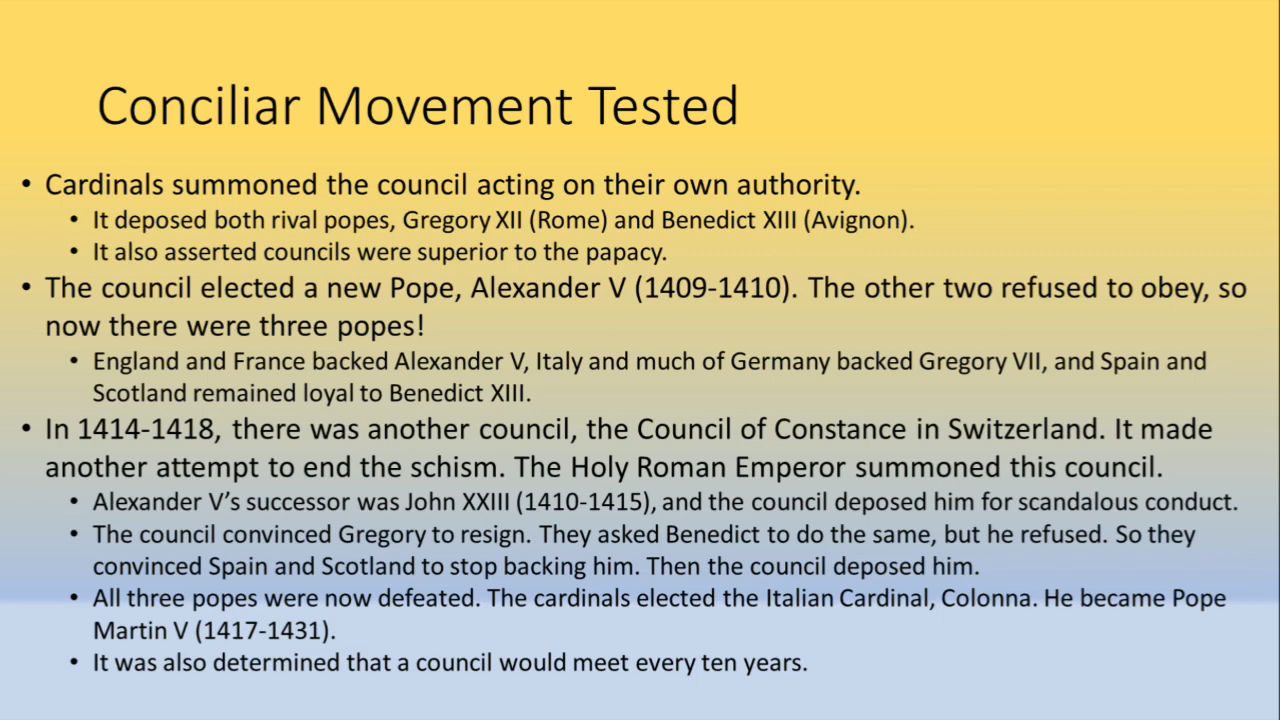 Conciliar Movement Tested
• Cardinals summoned the council acting on their own authority.
• It deposed both rival popes, Gregory XII (Rome) and Benedict XIII (Avignon).
• It also asserted councils were superior to the papacy.
• The council elected a new Pope, Alexander V (1409-1410). The other two refused to obey, so
now there were three popes!
• England and France backed Alexander V, Italy and much of Germany backed Gregory VII, and Spain and
Scotland remained loyal to Benedict XIII.
• In 1414-1418, there was another council, the Council of Constance in Switzerland. It made
another attempt to end the schism. The Holy Roman Emperor summoned this council.
• Alexander V’s successor was John XXIII (1410-1415), and the council deposed him for scandalous conduct.
• The council convinced Gregory to resign. They asked Benedict to do the same, but he refused. So they
convinced Spain and Scotland to stop backing him. Then the council deposed him.
• All three popes were now defeated. The cardinals elected the Italian Cardinal, Colonna. He became Pope
Martin V (1417-1431).
• It was also determined that a council would meet every ten years.